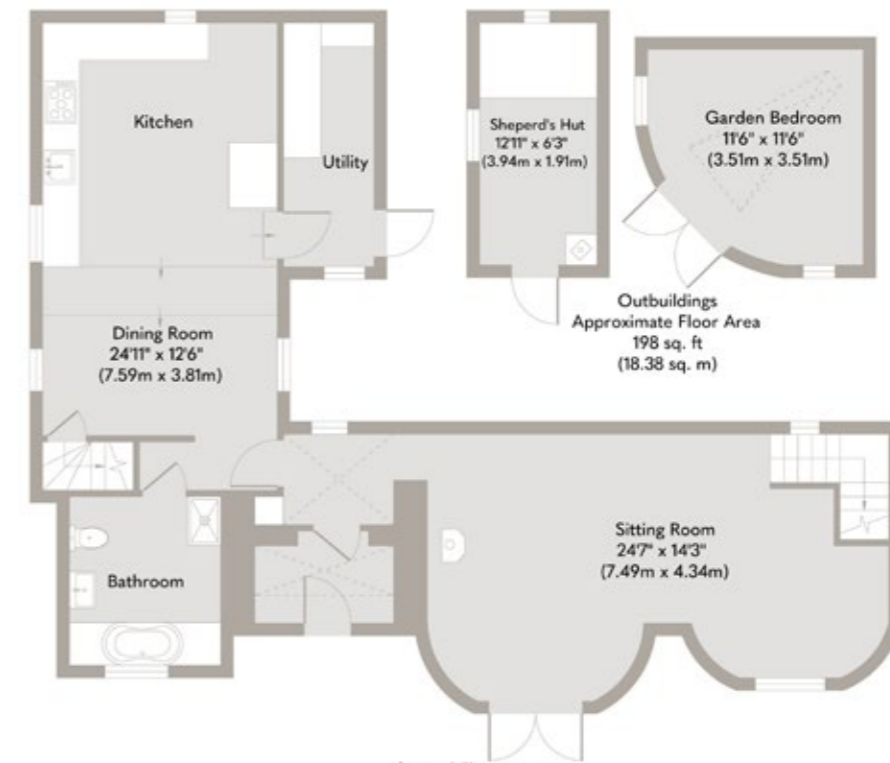 Kitchen
Utility
Sheperd's Hut
12'11" x 6'3"
(3.94m x 1.91m)
Garden Bedroom
11'6" x 11'6"
(3.51m x 3.51m)
Outbuildings
Approximate Floor Area
198 sq. ft
(18.38 sq. m)
Dining Room
24'11" x 12'6"
(7.59m x 3.81m)
Sitting Room
24'7" x 14'3"
(7.49m x 4.34m)
Bathroom